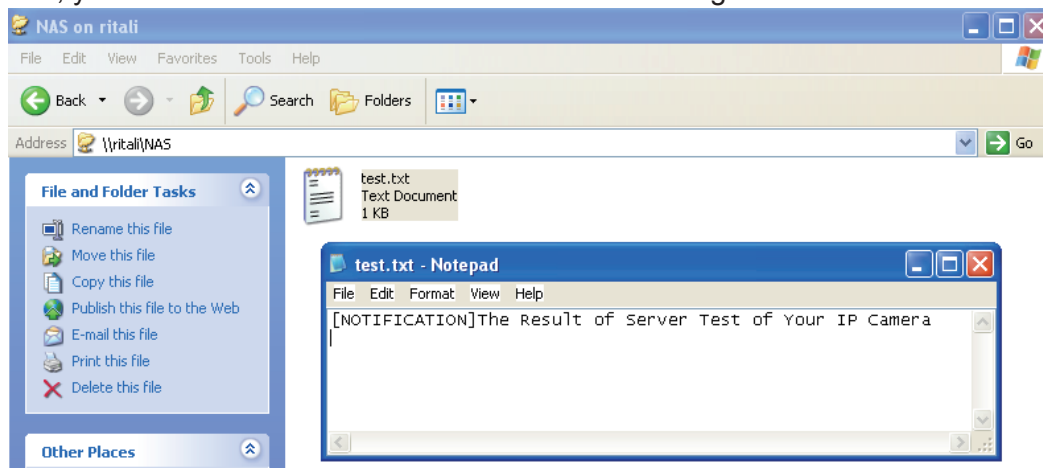 NAS on ritali
File Edit View Favorites Tools Help
Back Search Folders
Address \\ritali\NAS Go
File and Folder Tasks
Rename this file
Move this file
Copy this file
Publish this file to the Web
E-mail this file
Print this file
Delete this file
Other Places
test.txt
Text Document
1 KB
test.txt - Notepad
File Edit Format View Help
[NOTIFICATION]The Result of Server Test of Your IP Camera